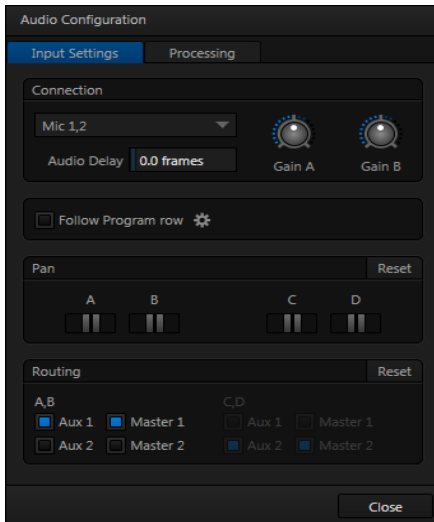 Audio Configuration
Input Settings Processing
Connection
Mic 1,2
Audio Delay 0.0 frames
Gain A Gain B
Follow Program row
Pan Reset
A B C D
Routing Reset
A,B C,D
Aux 1 Master 1 Aux 1 Master 1
Aux 2 Master 2 Aux 2 Master 2
Close